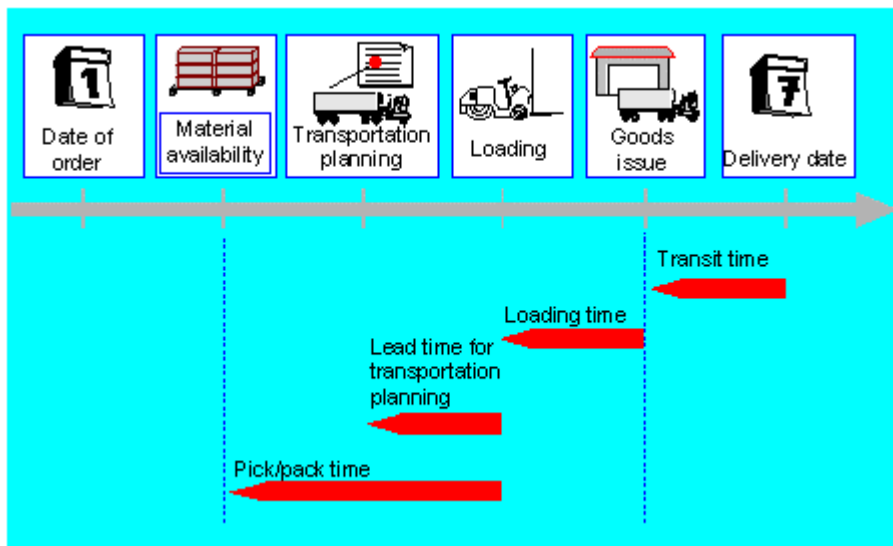 1
Date of
order
Material
availability
Transportation
planning
Loading
Goods
issue
7
Delivery date
Transit time
Loading time
Lead time for
transportation
planning
Pick/pack time